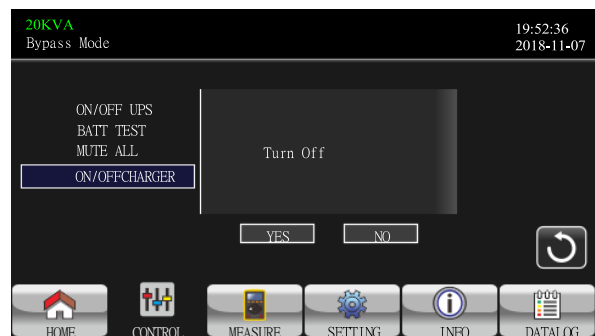 20KVA
Bypass Mode
19:52:36
2018-11-07
ON/OFF UPS
BATT TEST
MUTE ALL
ON/OFFCHARGER
Turn Off
YES
NO
HOME
CONTROL
MEASURE
SETTING
INFO
DATALOG